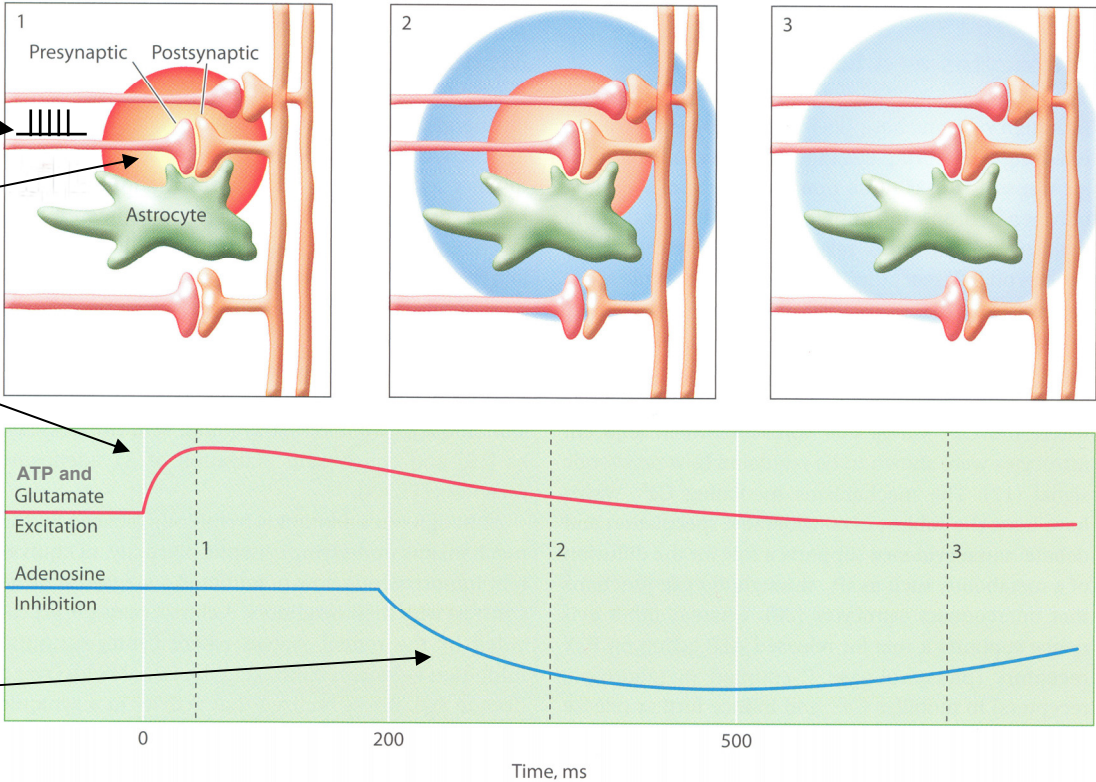 1
Presynaptic Postsynaptic
Astrocyte
2
3
ATP and
Glutamate
Excitation
Adenosine
Inhibition
1
2
3
0
200
500
Time, ms